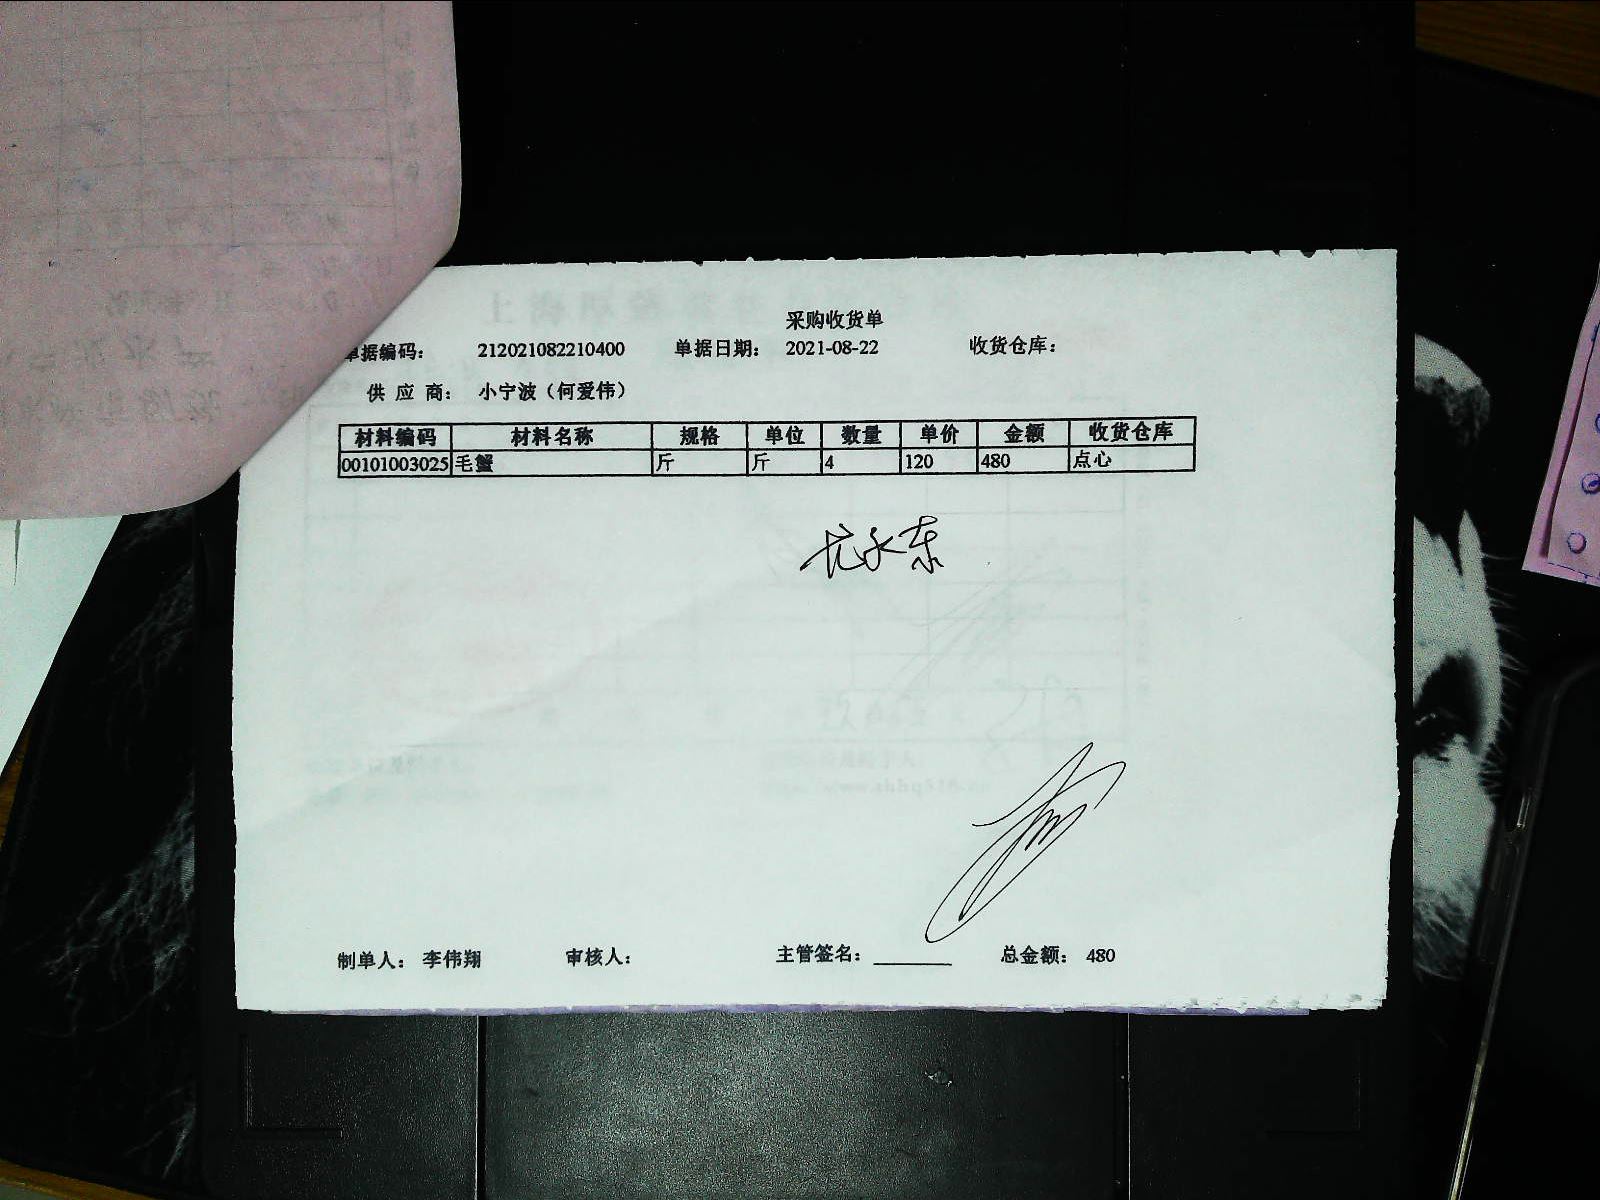 采购收货单
单据编码： 212021082210400 单据日期： 2021-08-22 收货仓库：
供 应 商： 小宁波（何爱伟）
材料编码 材料名称 规格 单位 数量 单价 金额 收货仓库
00101003025 毛蟹 斤 斤 4 120 480 点心
尤永东
制单人： 李伟翔 审核人： 主管签名： 总金额： 480